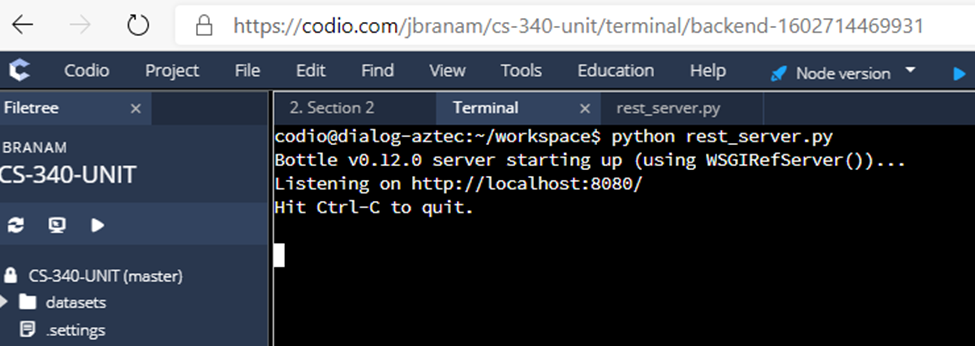 https://codio.com/jbranam/cs-340-unit/terminal/backend-1602714469931
Codio Project File Edit Find View Tools Education Help Node version
Filetree × 2. Section 2 Terminal × rest_server.py
BRANAM
CS-340-UNIT
CS-340-UNIT (master)
datasets
.settings
codio@dialog-aztec:~/workspace$ python rest_server.py
Bottle v0.12.0 server starting up (using WSGIRefServer())...
Listening on http://localhost:8080/
Hit Ctrl-C to quit.